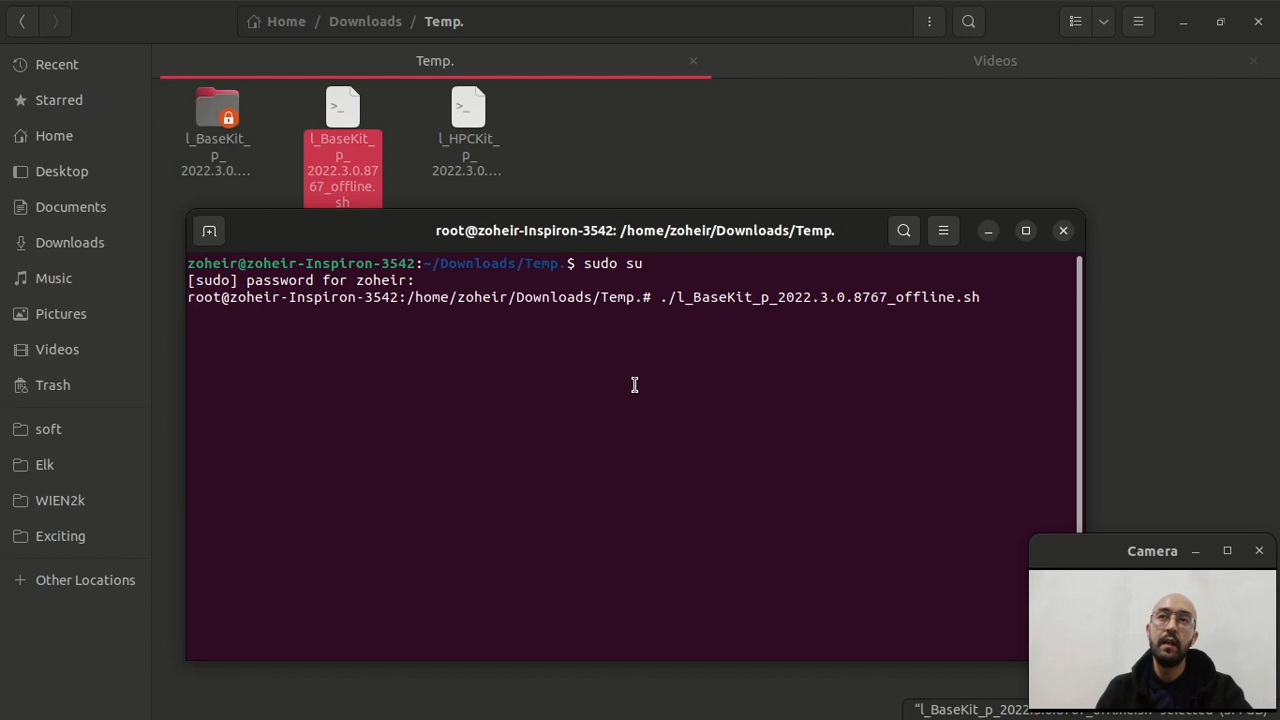 Home / Downloads / Temp.
Temp.
Videos
Recent
Starred
Home
Desktop
Documents
Downloads
Music
Pictures
Videos
Trash
soft
Elk
WIEN2k
Exciting
Other Locations
l_BaseKit_
p_
2022.3.0....
l_BaseKit_
p_
2022.3.0.87
67_offline.
sh
l_HPCKit_
p_
2022.3.0....
root@zoheir-Inspiron-3542: /home/zoheir/Downloads/Temp.
zoheir@zoheir-Inspiron-3542:~/Downloads/Temp.$ sudo su
[sudo] password for zoheir:
root@zoheir-Inspiron-3542:/home/zoheir/Downloads/Temp.# ./l_BaseKit_p_2022.3.0.8767_offline.sh
Camera